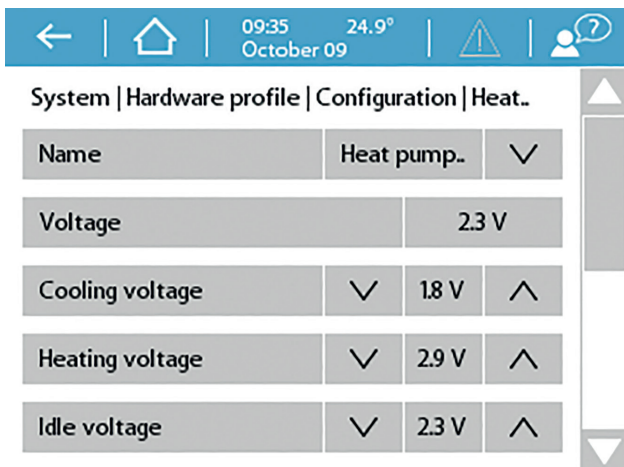 09:35 24.9°
October 09
?
System | Hardware profile | Configuration | Heat..
Name Heat pump..
Voltage 2.3 V
Cooling voltage 1.8 V
Heating voltage 2.9 V
Idle voltage 2.3 V